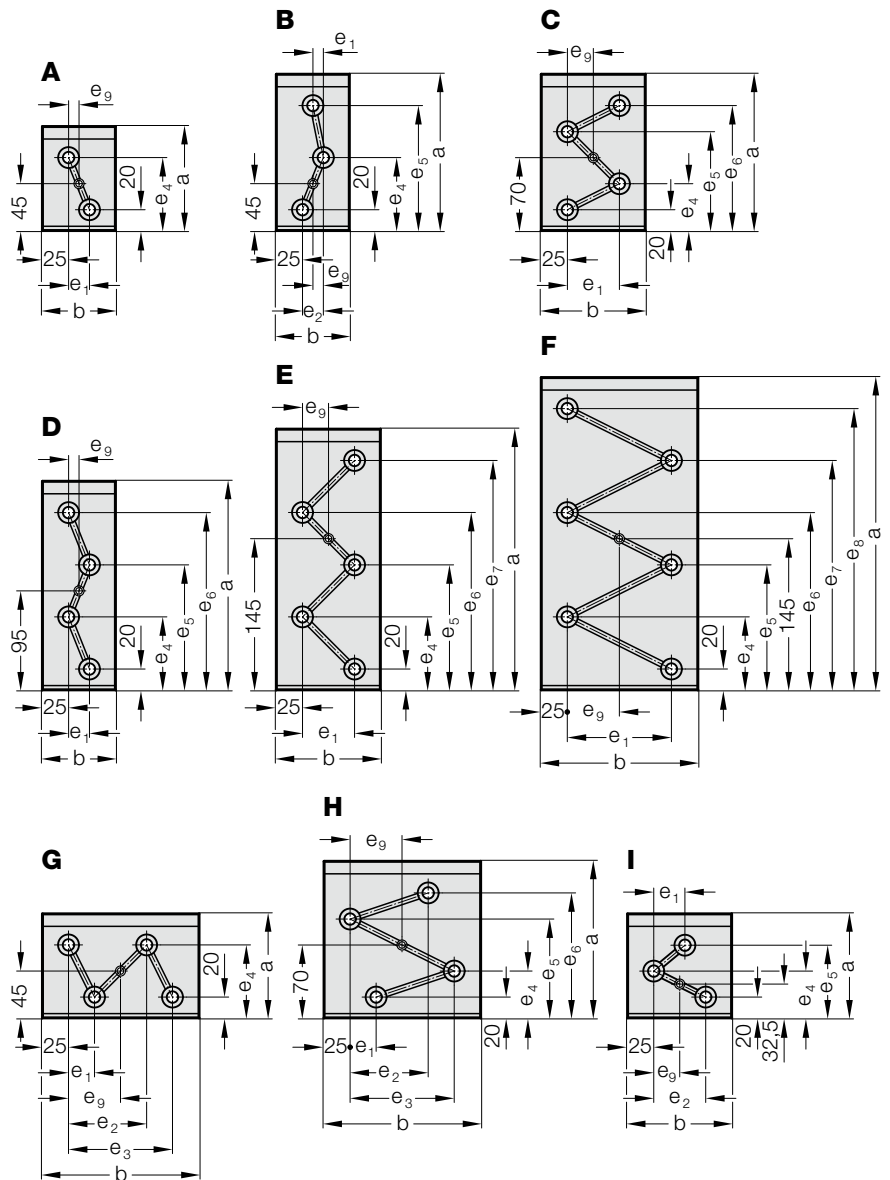 A
e₉
45
20
e₄
a
25
e₁
b
B
e₁
45
20
e₄
e₅
a
25
e₉
e₂
b
C
e₉
70
20
e₄
e₅
e₆
a
25
e₁
b
D
e₉
95
20
e₄
e₅
e₆
a
25
e₁
b
E
e₉
145
20
e₄
e₅
e₆
e₇
a
25
e₁
b
F
20
e₄
e₅
145
e₆
e₇
e₈
a
25
e₉
e₁
b
G
45
20
e₄
a
25
e₁
e₉
e₂
e₃
b
H
e₉
70
20
e₄
e₅
e₆
a
25
e₁
e₂
e₃
b
I
e₁
20
32,5
e₄
e₅
a
25
e₉
e₂
b